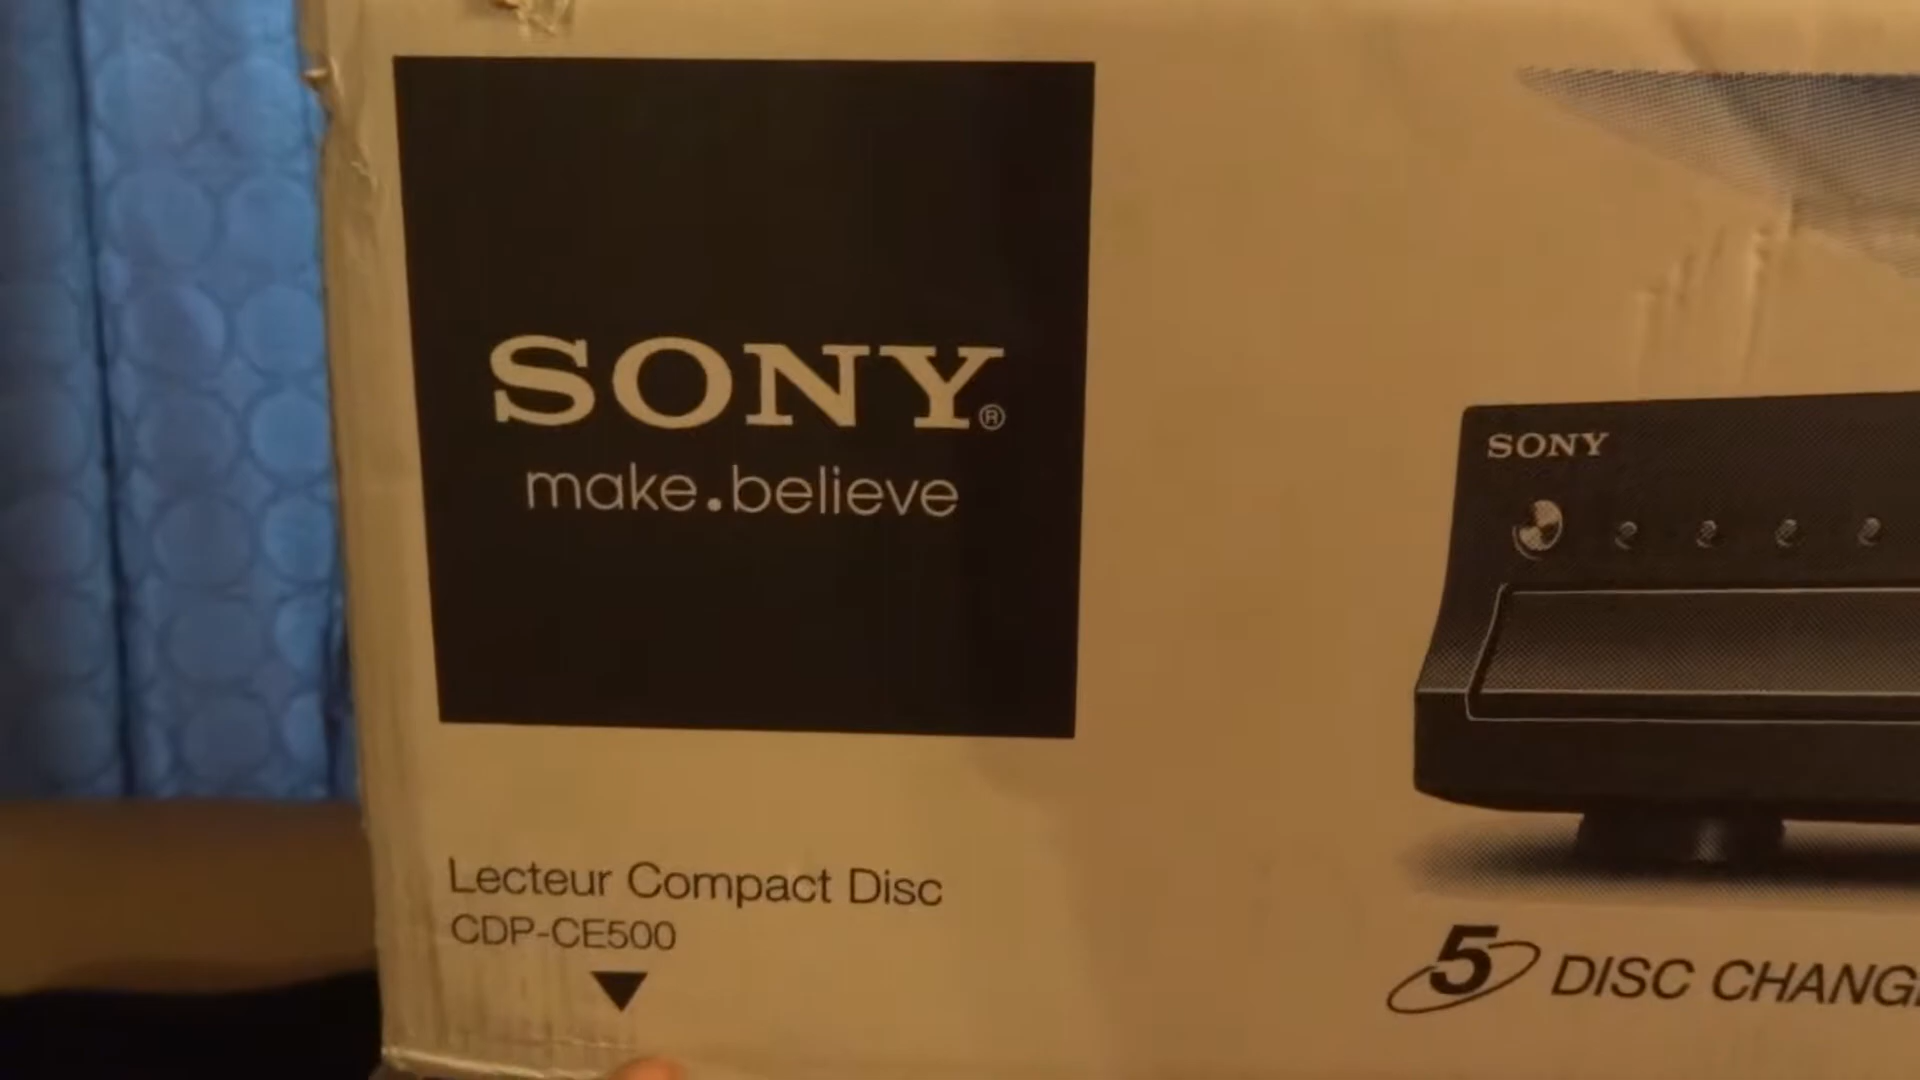 SONY®
make.believe
SONY
Lecteur Compact Disc
CDP-CE500
5 DISC CHANG